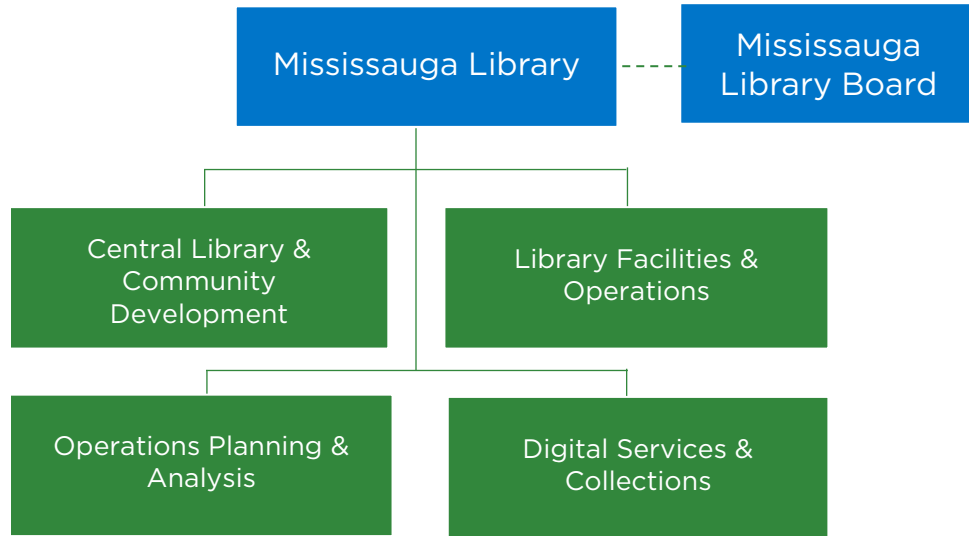 Mississauga Library
Mississauga
Library Board
Central Library &
Community
Development
Library Facilities &
Operations
Operations Planning &
Analysis
Digital Services &
Collections